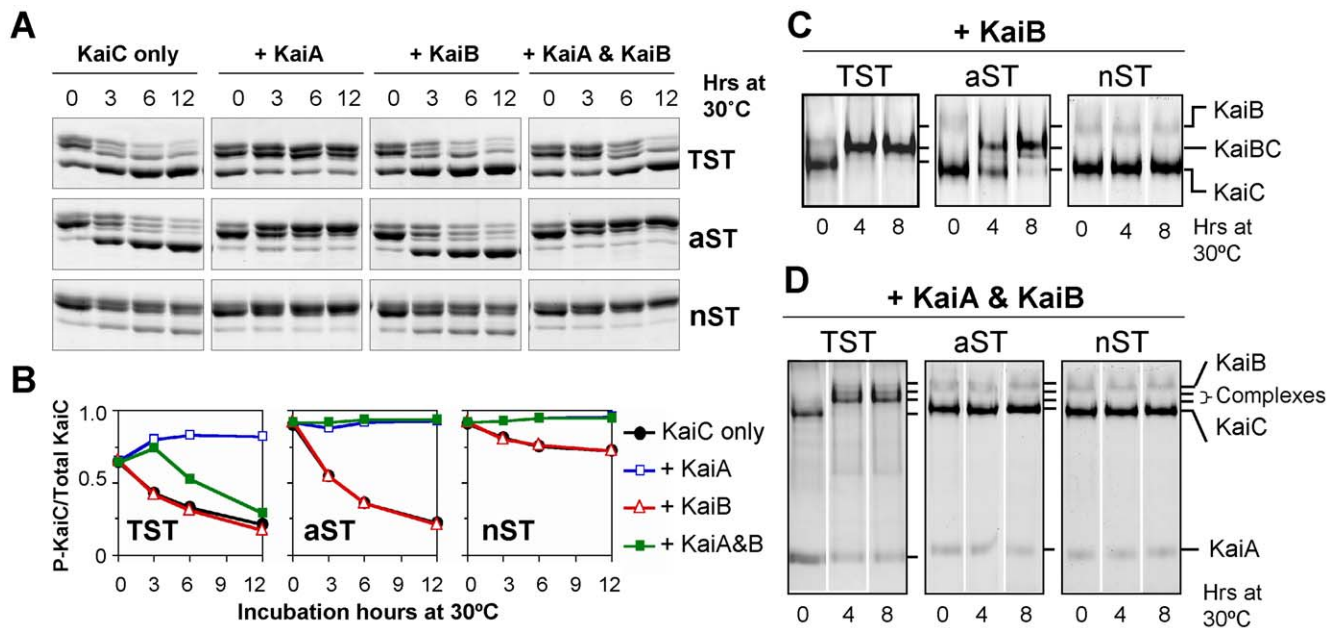 A
KaiC only + KaiA + KaiB + KaiA & KaiB
0 3 6 12 0 3 6 12 0 3 6 12 0 3 6 12
Hrs at
30°C
TST
aST
nST
B
P-KaiC/Total KaiC
1.0
0.5
0
TST aST nST
0 3 6 9 12 0 3 6 9 12 0 3 6 9 12
Incubation hours at 30ºC
KaiC only
+ KaiA
+ KaiB
+ KaiA&B
C
+ KaiB
TST aST nST
KaiB
KaiBC
KaiC
0 4 8 0 4 8 0 4 8
Hrs at
30ºC
D
+ KaiA & KaiB
TST aST nST
KaiB
Complexes
KaiC
KaiA
0 4 8 0 4 8 0 4 8
Hrs at
30ºC